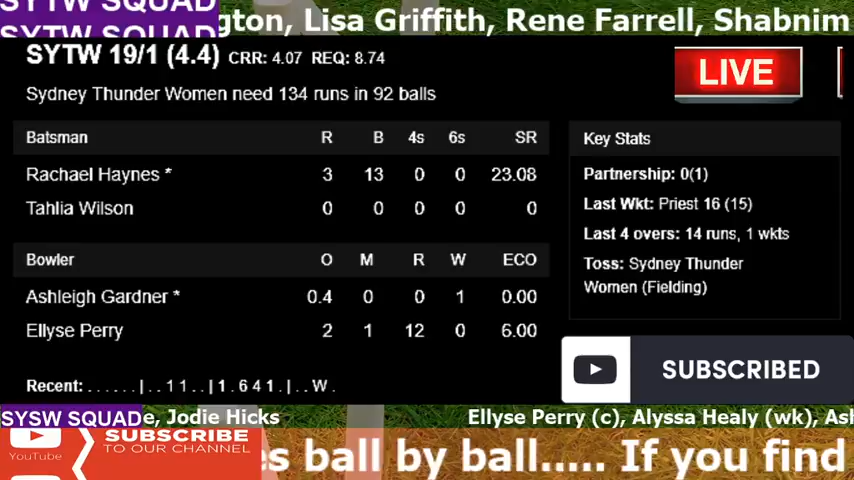 SYTW SQUAD
SYTW SQUAD
gton, Lisa Griffith, Rene Farrell, Shabnim
SYTW 19/1 (4.4) CRR: 4.07 REQ: 8.74
LIVE
Sydney Thunder Women need 134 runs in 92 balls
Batsman R B 4s 6s SR
Rachael Haynes * 3 13 0 0 23.08
Tahlia Wilson 0 0 0 0 0
Key Stats
Partnership: 0(1)
Last Wkt: Priest 16 (15)
Last 4 overs: 14 runs, 1 wkts
Toss: Sydney Thunder
Women (Fielding)
Bowler O M R W ECO
Ashleigh Gardner * 0.4 0 0 1 0.00
Ellyse Perry 2 1 12 0 6.00
Recent: . . . . . . | . . 1 1 . . | 1 . 6 4 1 . | . . W .
SUBSCRIBED
SYSW SQUAD e, Jodie Hicks Ellyse Perry (c), Alyssa Healy (wk), Ash
YouTube
SUBSCRIBE
TO OUR CHANNEL
es ball by ball..... If you find